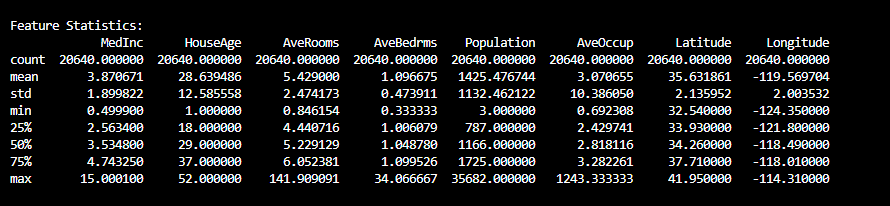 Feature Statistics:
MedInc HouseAge AveRooms AveBedrms Population AveOccup Latitude Longitude
count 20640.000000 20640.000000 20640.000000 20640.000000 20640.000000 20640.000000 20640.000000 20640.000000
mean 3.870671 28.639486 5.429000 1.096675 1425.476744 3.070655 35.631861 -119.569704
std 1.899822 12.585558 2.474173 0.473911 1132.462122 10.386050 2.135952 2.003532
min 0.499900 1.000000 0.846154 0.333333 3.000000 0.692308 32.540000 -124.350000
25% 2.563400 18.000000 4.440716 1.006079 787.000000 2.429741 33.930000 -121.800000
50% 3.534800 29.000000 5.229129 1.048780 1166.000000 2.818116 34.260000 -118.490000
75% 4.743250 37.000000 6.052381 1.099526 1725.000000 3.282261 37.710000 -118.010000
max 15.000100 52.000000 141.909091 34.066667 35682.000000 1243.333333 41.950000 -114.310000